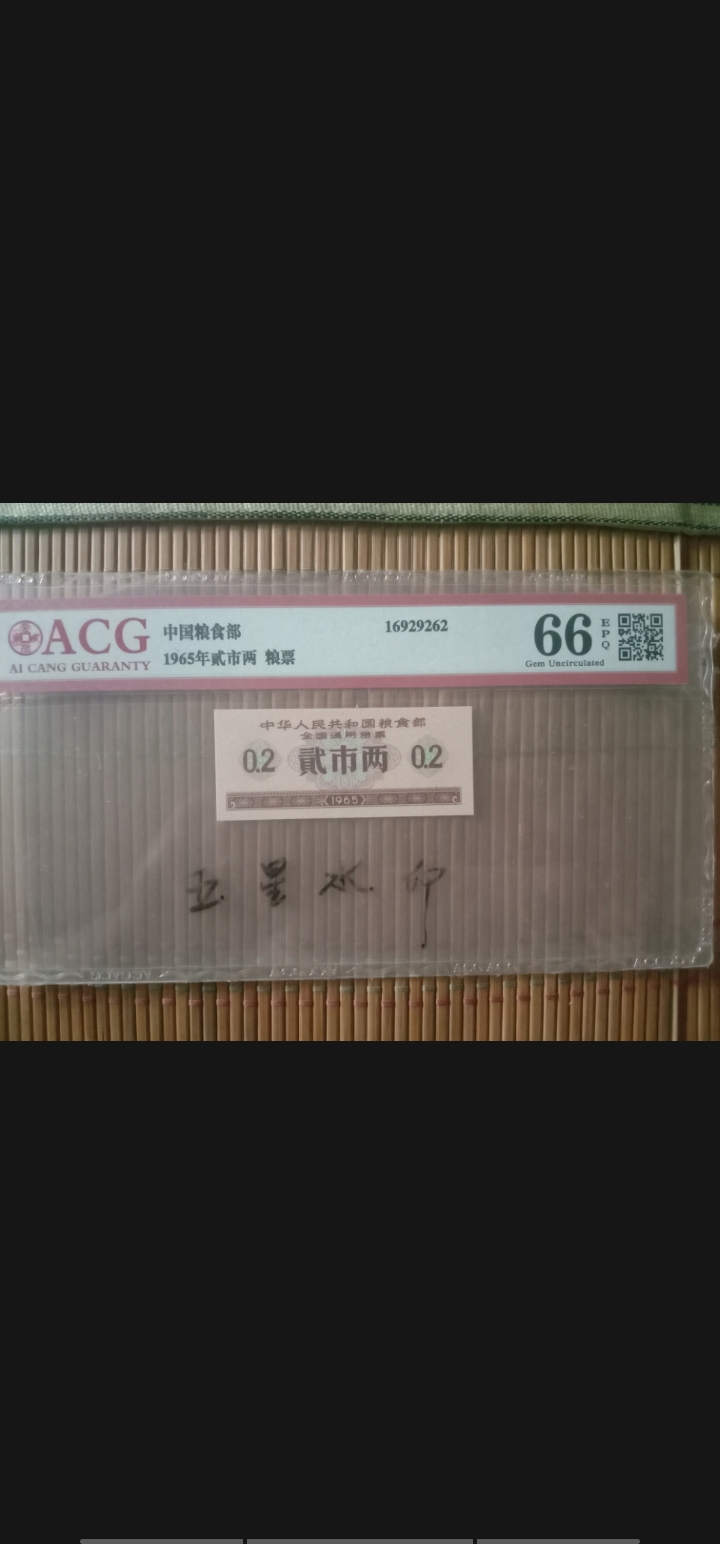 ACG
AI CANG GUARANTY
中国粮食部
1965年贰市两 粮票
16929262
66
EPQ
Gem Uncirculated
中华人民共和国粮食部
全国通用粮票
0.2 貳市两 0.2
1965
五星水印